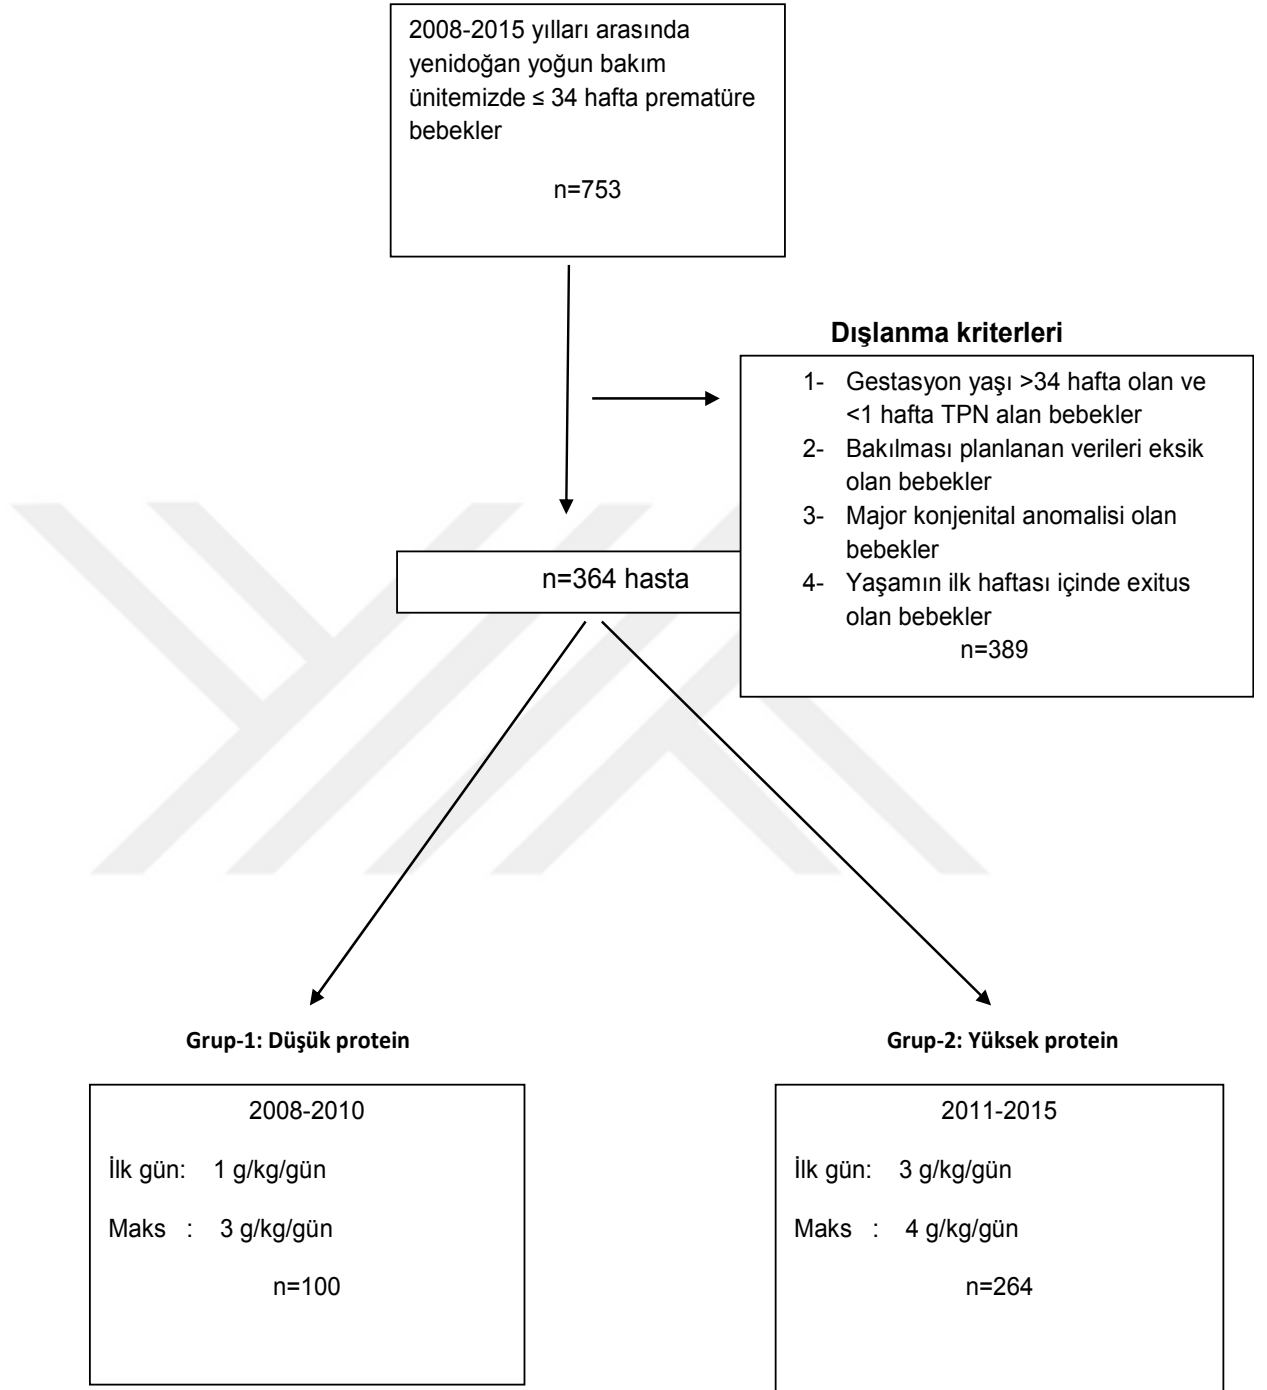 2008-2015 yılları arasında
yenidoğan yoğun bakım
ünitemizde ≤ 34 hafta prematüre
bebekler
n=753
Dışlanma kriterleri
1- Gestasyon yaşı >34 hafta olan ve
<1 hafta TPN alan bebekler
2- Bakılması planlanan verileri eksik
olan bebekler
3- Major konjenital anomalisi olan
bebekler
4- Yaşamın ilk haftası içinde exitus
olan bebekler
n=389
n=364 hasta
Grup-1: Düşük protein
2008-2010
İlk gün: 1 g/kg/gün
Maks : 3 g/kg/gün
n=100
Grup-2: Yüksek protein
2011-2015
İlk gün: 3 g/kg/gün
Maks : 4 g/kg/gün
n=264